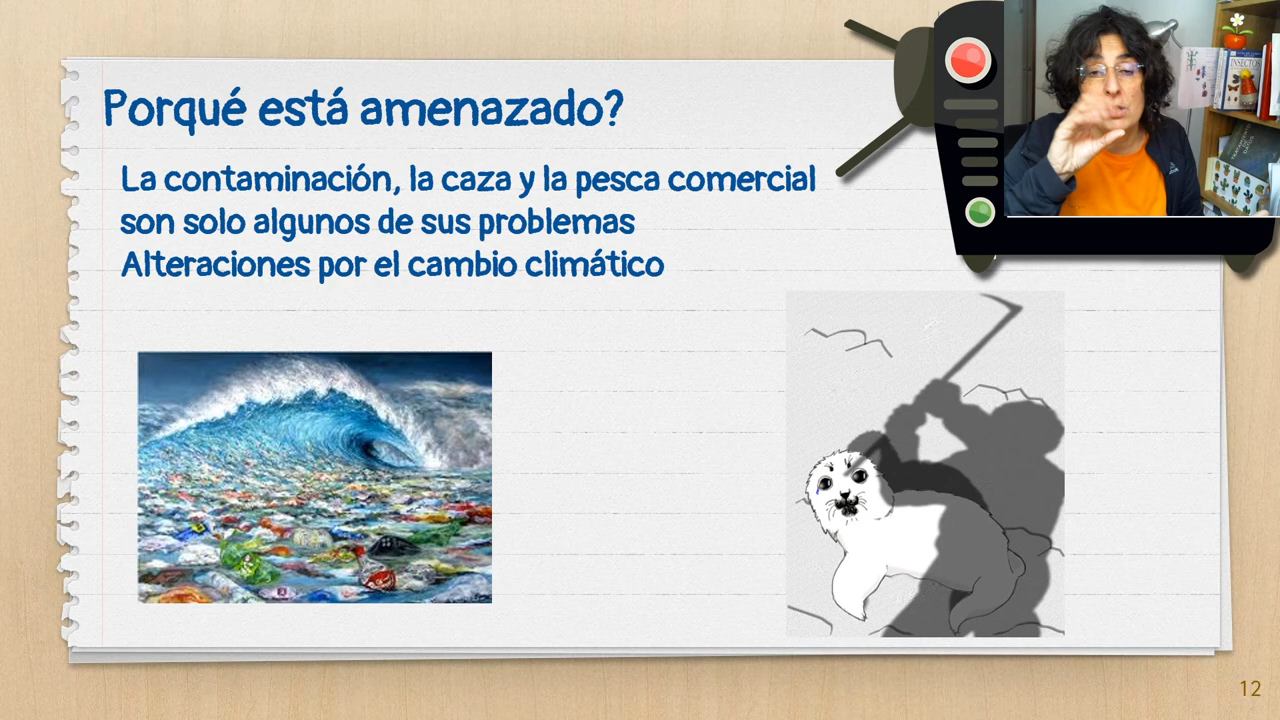 Porqué está amenazado?
La contaminación, la caza y la pesca comercial
son solo algunos de sus problemas
Alteraciones por el cambio climático
INSECTOS
12